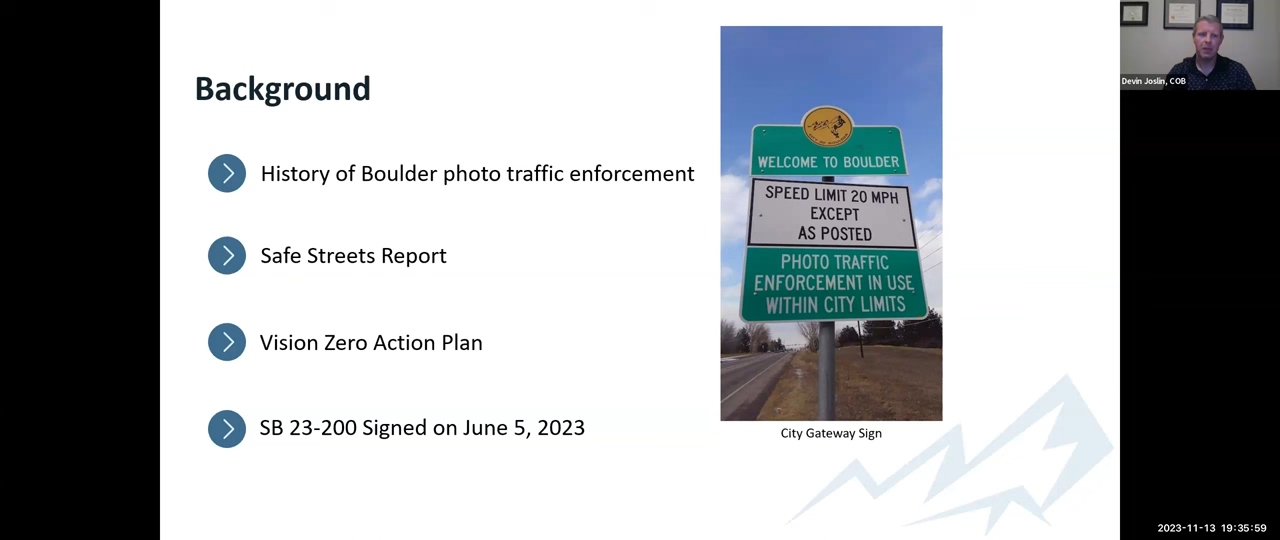 Background
History of Boulder photo traffic enforcement
Safe Streets Report
Vision Zero Action Plan
SB 23-200 Signed on June 5, 2023
WELCOME TO BOULDER
SPEED LIMIT 20 MPH
EXCEPT
AS POSTED
PHOTO TRAFFIC
ENFORCEMENT IN USE
WITHIN CITY LIMITS
City Gateway Sign
Devin Joslin, COB
2023-11-13 19:35:59